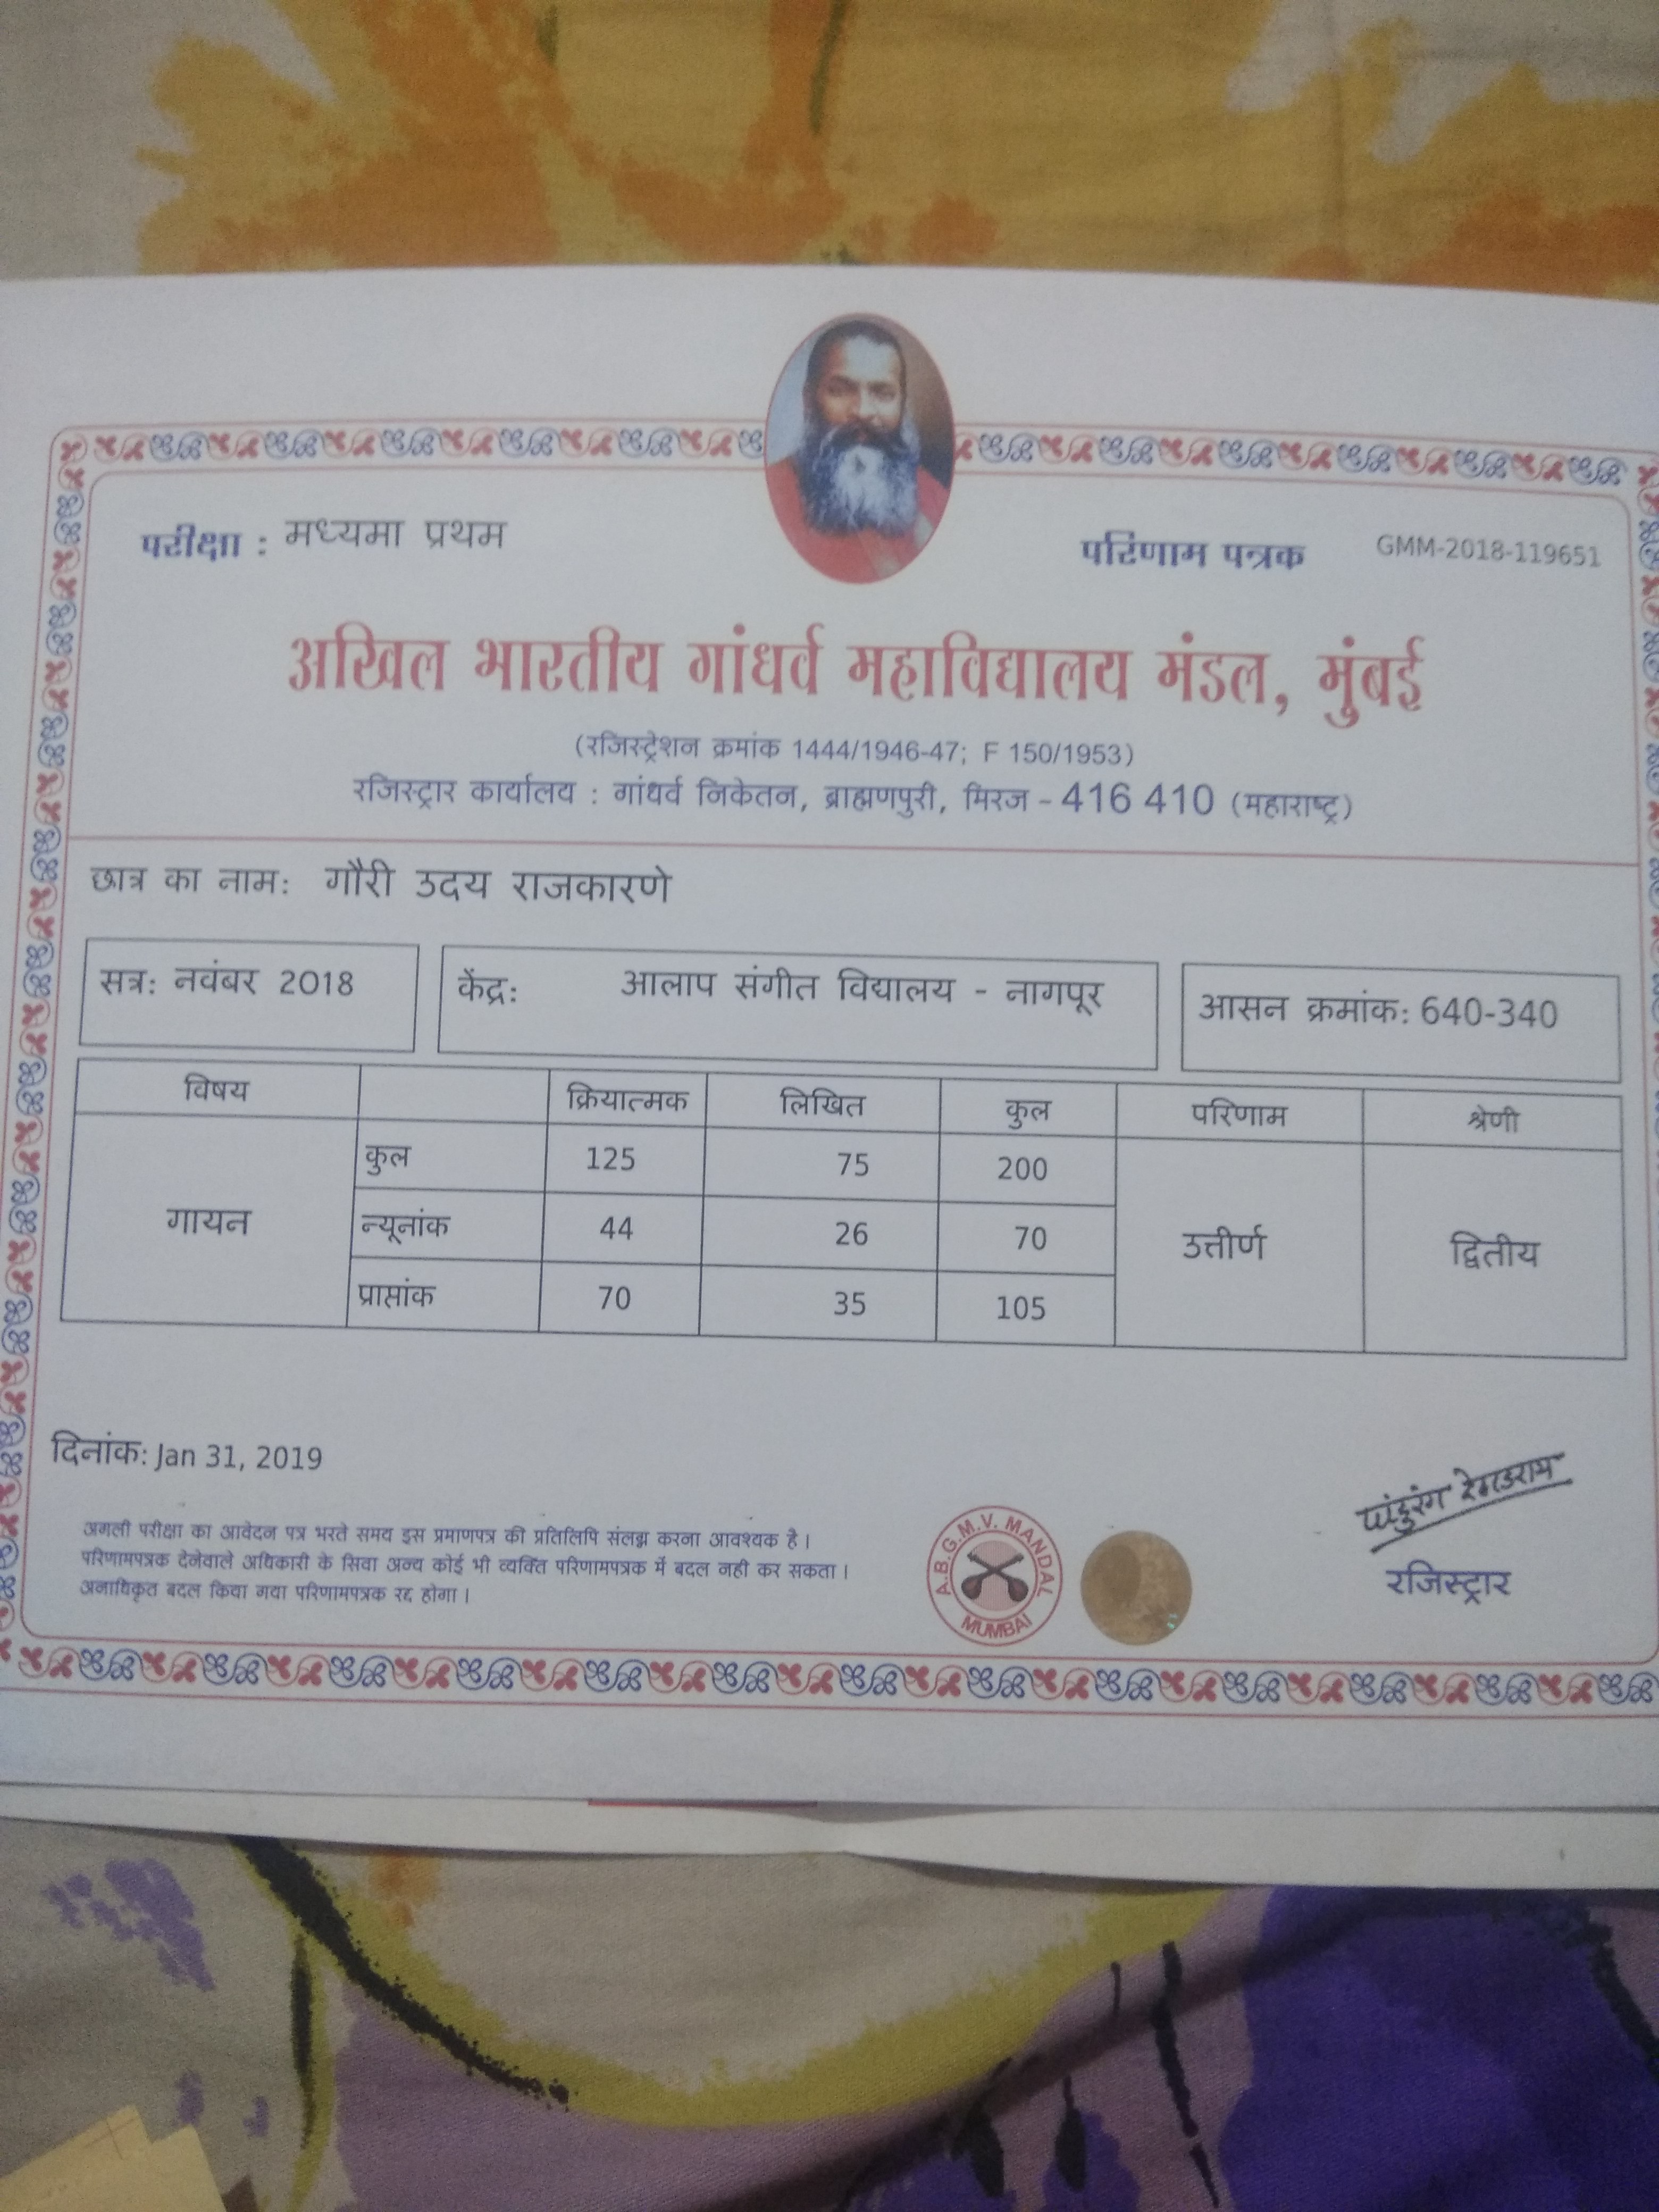 परीक्षा : मध्यमा प्रथम
परिणाम पत्रक GMM-2018-119651
अखिल भारतीय गांधर्व महाविद्यालय मंडल, मुंबई
(रजिस्ट्रेशन क्रमांक 1444/1946-47; F 150/1953)
रजिस्ट्रार कार्यालय : गांधर्व निकेतन, ब्राह्मणपुरी, मिरज - 416 410 (महाराष्ट्र)
छात्र का नाम: गौरी उदय राजकारणे
सत्र: नवंबर 2018 केंद्र: आलाप संगीत विद्यालय - नागपूर आसन क्रमांक: 640-340
विषय क्रियात्मक लिखित कुल परिणाम श्रेणी
कुल 125 75 200
गायन न्यूनांक 44 26 70 उत्तीर्ण द्वितीय
प्राप्तांक 70 35 105
दिनांक: Jan 31, 2019
अगली परीक्षा का आवेदन पत्र भरते समय इस प्रमाणपत्र की प्रतिलिपि संलग्न करना आवश्यक है।
परिणामपत्रक देनेवाले अधिकारी के सिवा अन्य कोई भी व्यक्ति परिणामपत्रक में बदल नही कर सकता।
अनाधिकृत बदल किया गया परिणामपत्रक रद्द होगा।
A.B.G.M.V. MANDAL
MUMBAI
पांडुरंग
रजिस्ट्रार